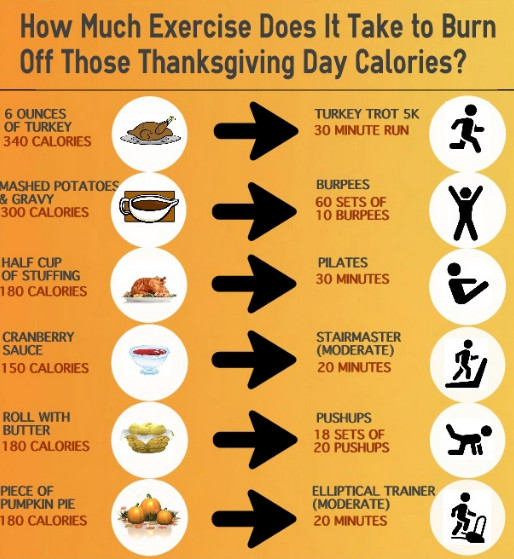 How Much Exercise Does It Take to Burn
Off Those Thanksgiving Day Calories?
6 OUNCES
OF TURKEY
340 CALORIES
TURKEY TROT 5K
30 MINUTE RUN
MASHED POTATOES
& GRAVY
300 CALORIES
BURPEES
60 SETS OF
10 BURPEES
HALF CUP
OF STUFFING
180 CALORIES
PILATES
30 MINUTES
CRANBERRY
SAUCE
150 CALORIES
STAIRMASTER
(MODERATE)
20 MINUTES
ROLL WITH
BUTTER
180 CALORIES
PUSHUPS
18 SETS OF
20 PUSHUPS
PIECE OF
PUMPKIN PIE
180 CALORIES
ELLIPTICAL TRAINER
(MODERATE)
20 MINUTES